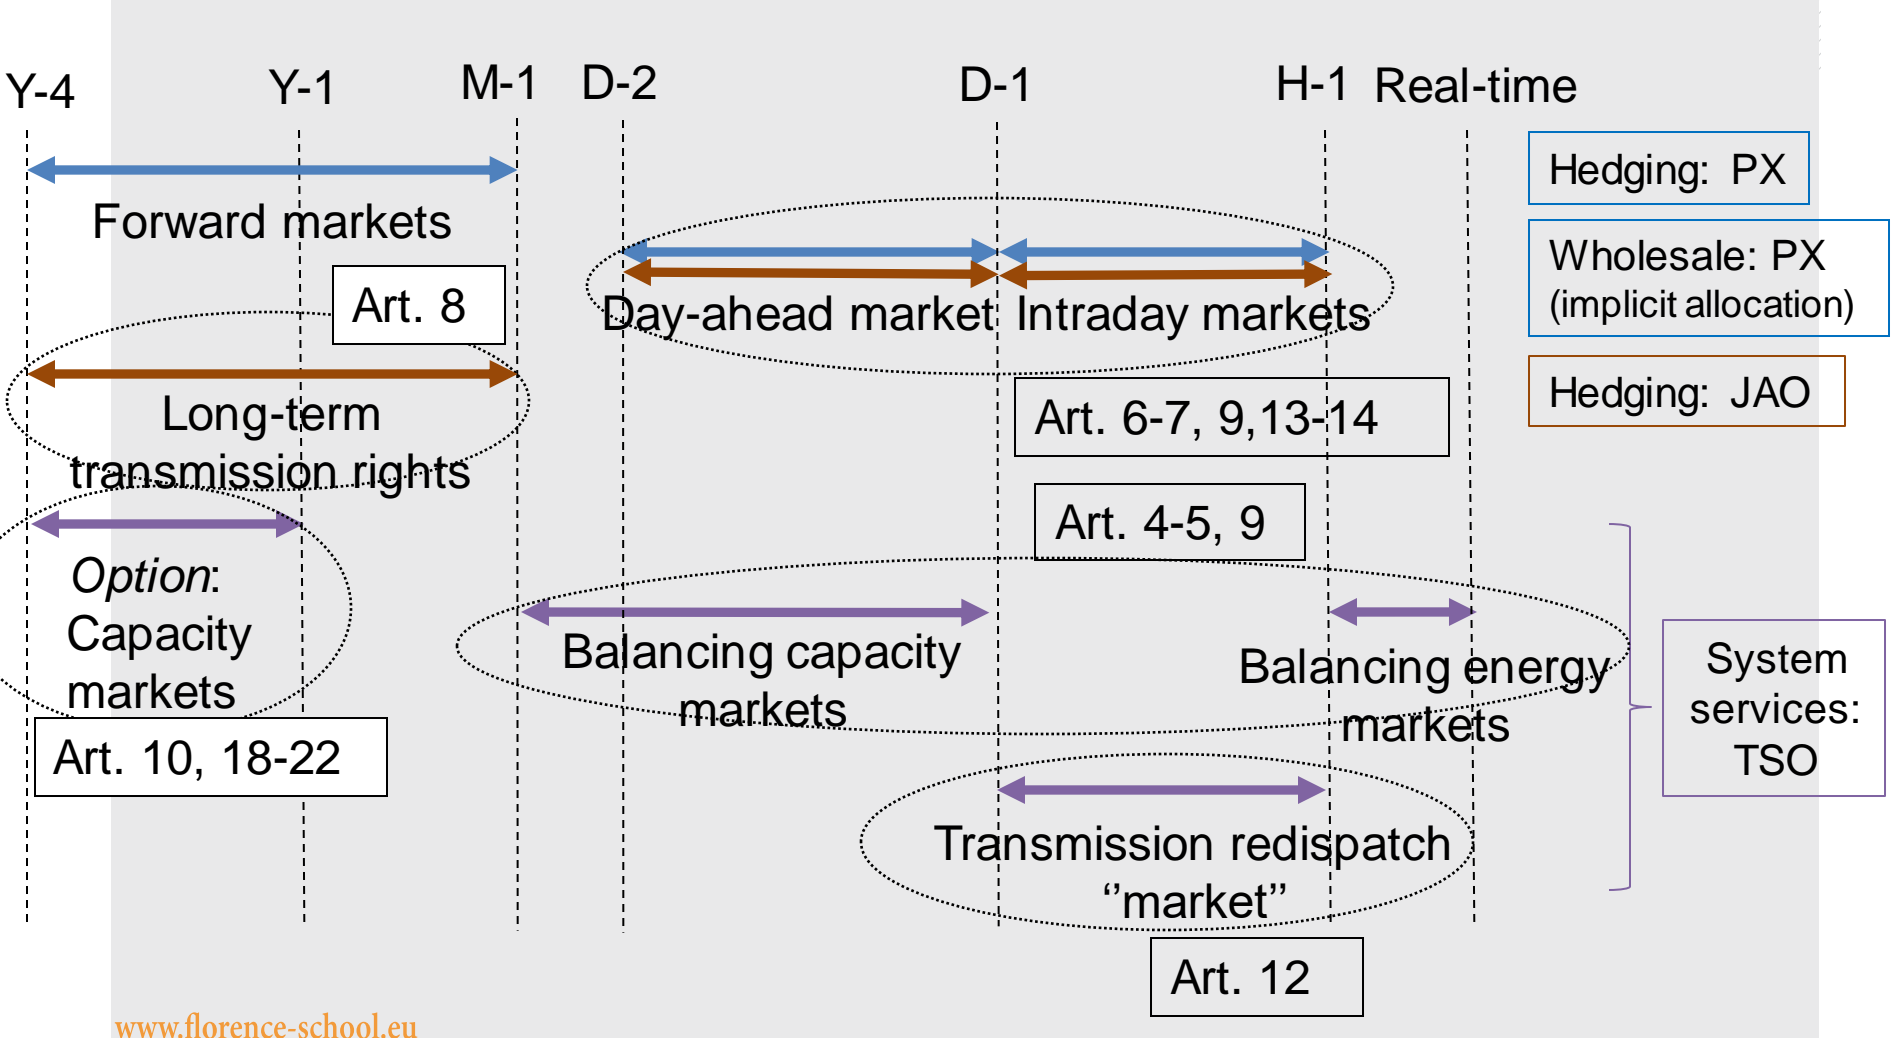 Y-4
Y-1
M-1
D-2
D-1
H-1
Real-time
Forward markets
Art. 8
Long-term
transmission rights
Option:
Capacity
markets
Art. 10, 18-22
Day-ahead market
Intraday markets
Art. 6-7, 9,13-14
Art. 4-5, 9
Balancing capacity
markets
Balancing energy
markets
Transmission redispatch
‘’market’’
Art. 12
Hedging: PX
Wholesale: PX
(implicit allocation)
Hedging: JAO
System
services:
TSO
www.florence-school.eu